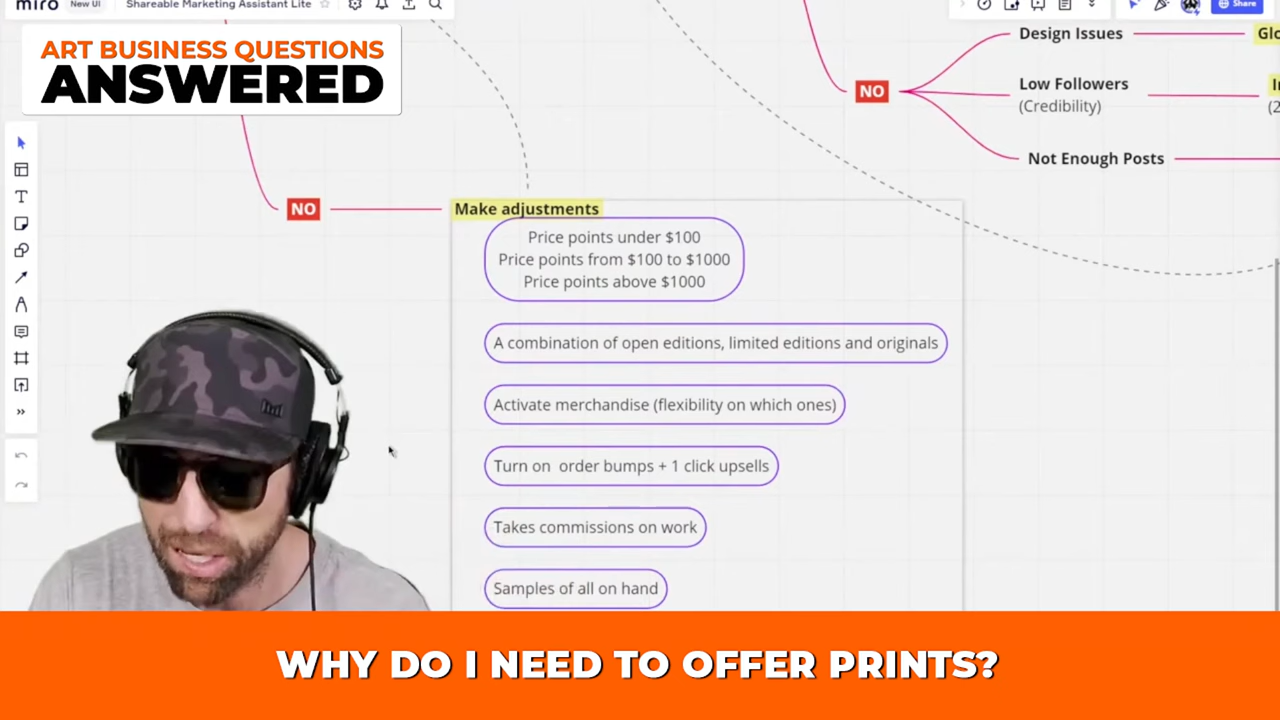 miro New UI Shareable Marketing Assistant Lite
Share
ART BUSINESS QUESTIONS
ANSWERED
Design Issues
NO
Low Followers
(Credibility)
Not Enough Posts
NO
Make adjustments
Price points under $100
Price points from $100 to $1000
Price points above $1000
A combination of open editions, limited editions and originals
Activate merchandise (flexibility on which ones)
Turn on order bumps + 1 click upsells
Takes commissions on work
Samples of all on hand
WHY DO I NEED TO OFFER PRINTS?